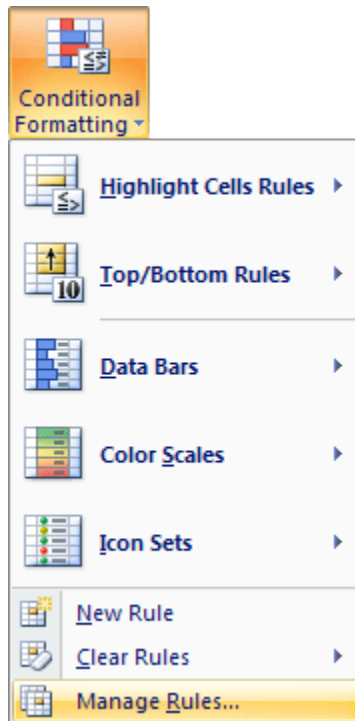 Conditional
Formatting
Highlight Cells Rules
10
Top/Bottom Rules
Data Bars
Color Scales
Icon Sets
New Rule
Clear Rules
Manage Rules...